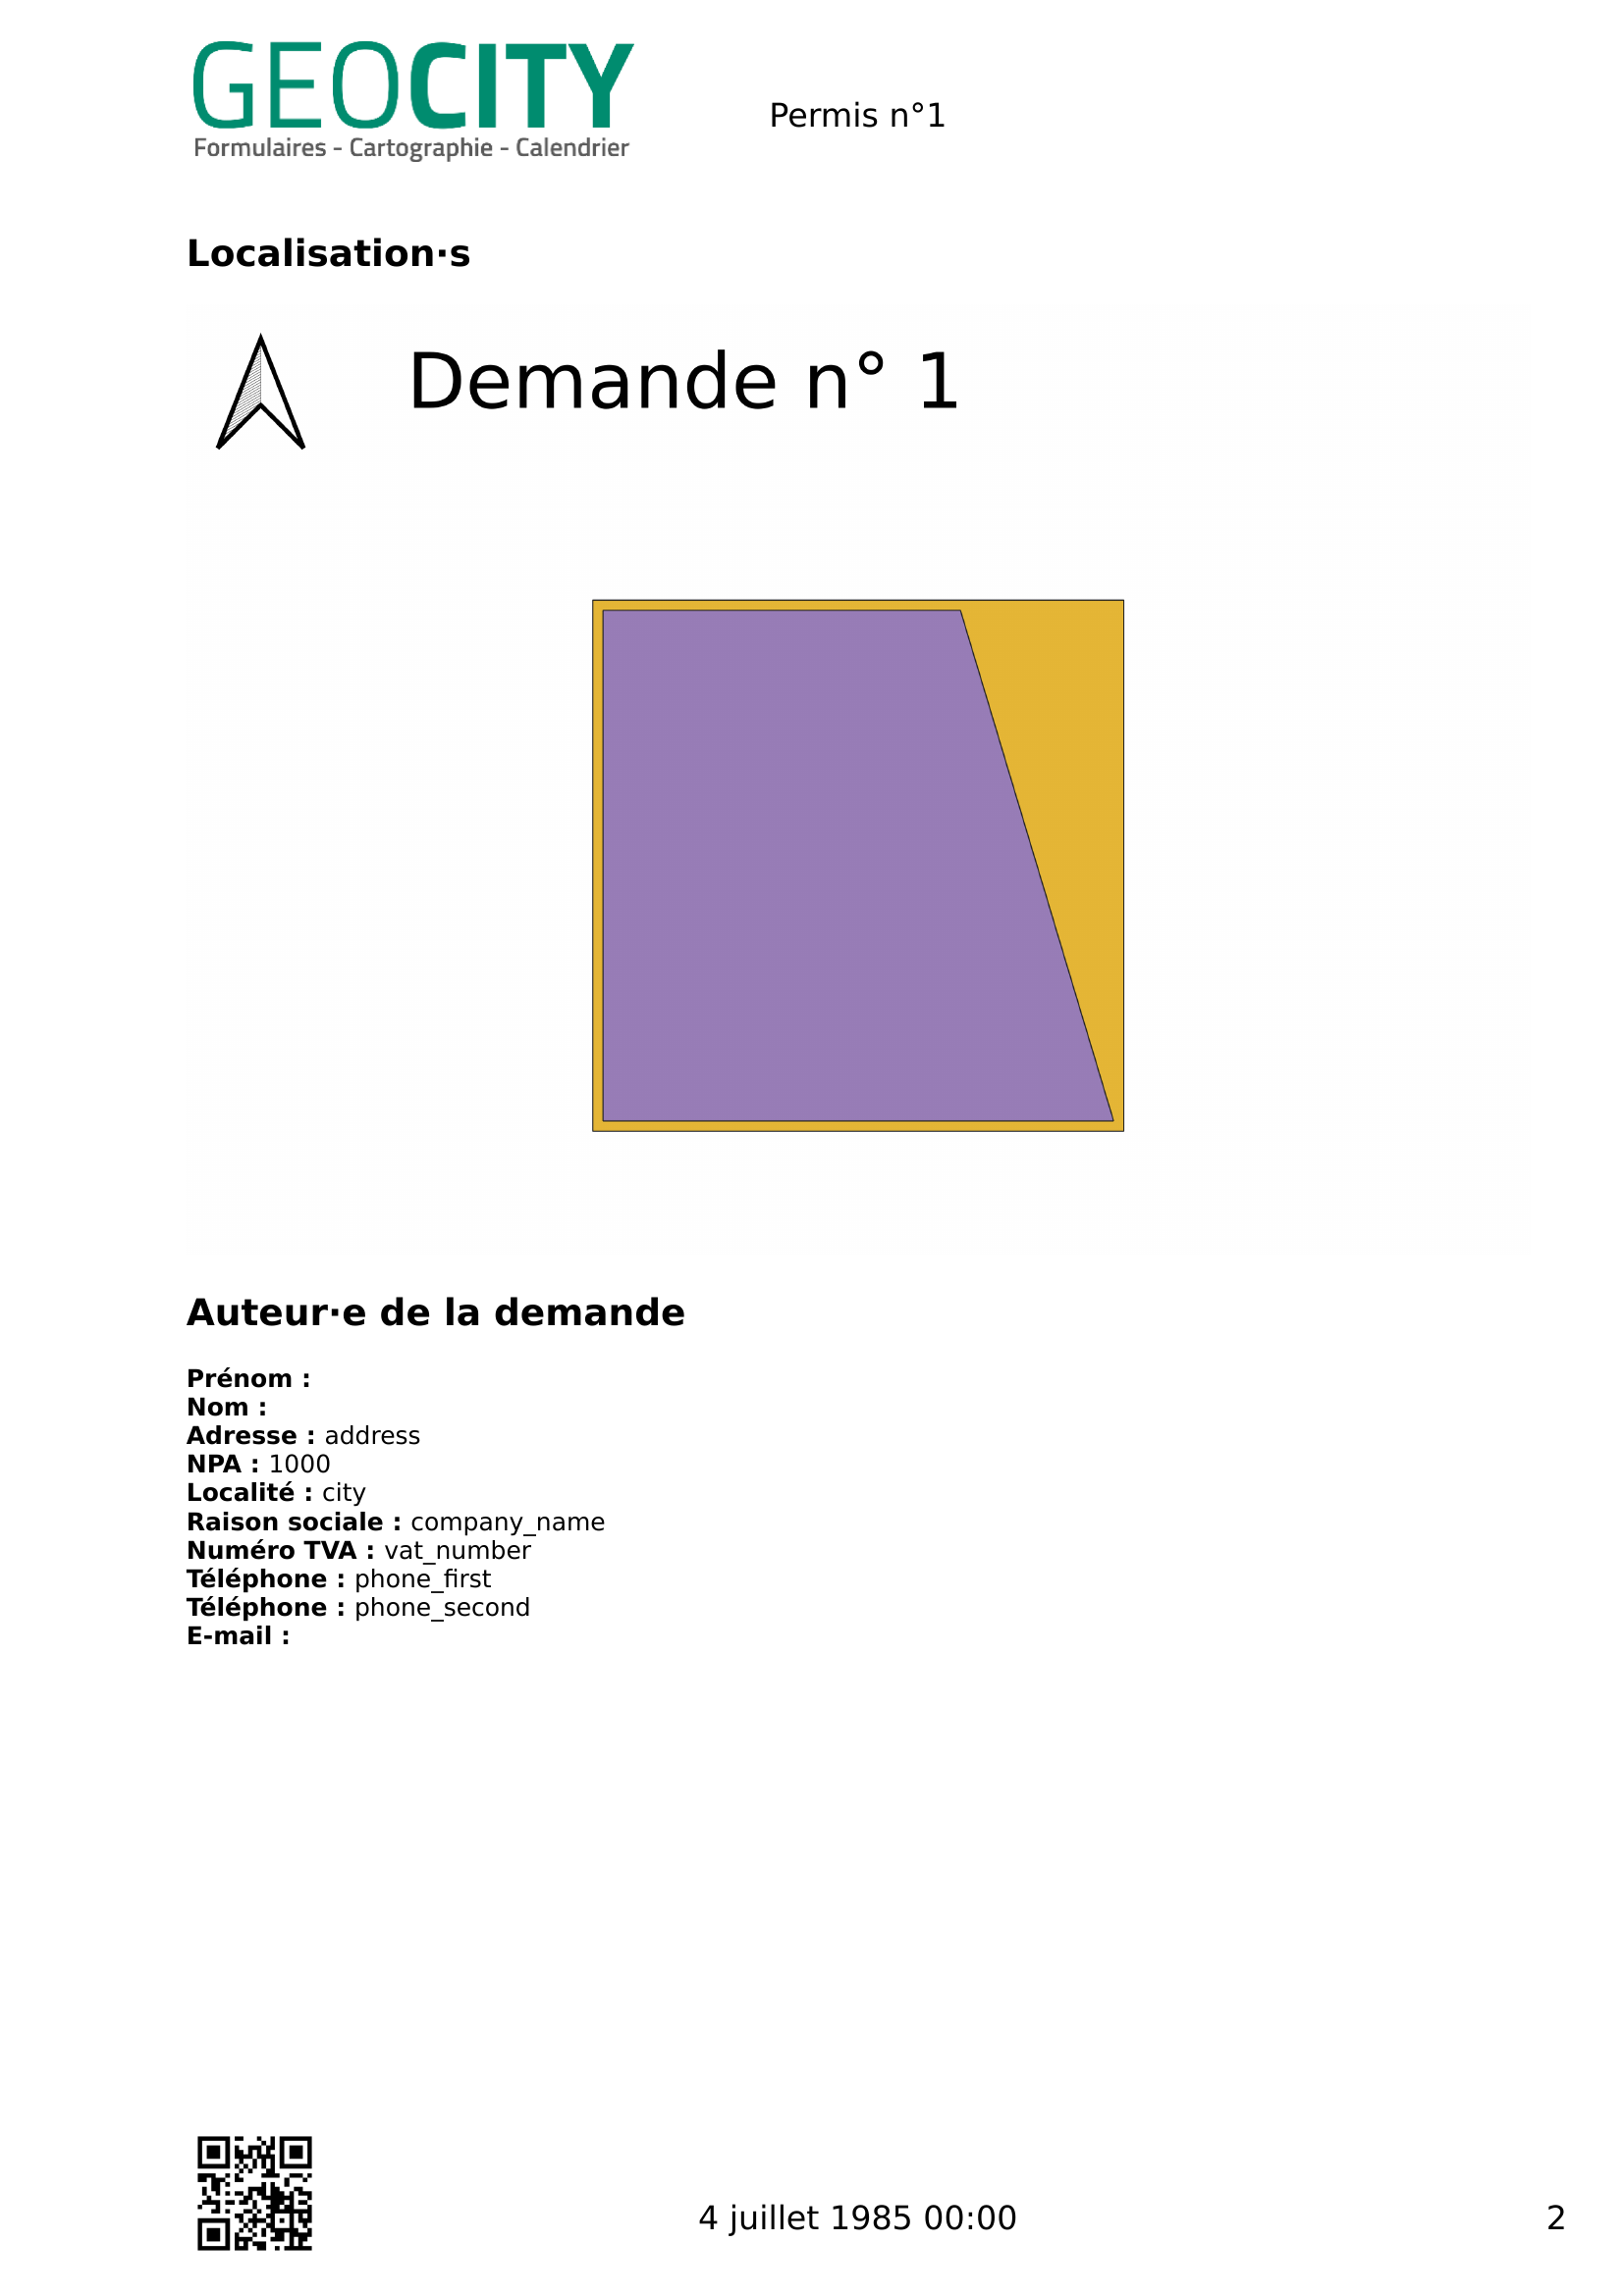 GEOCITY
Formulaires - Cartographie - Calendrier
Permis n°1
Localisation·s
Demande n° 1
Auteur·e de la demande
Prénom :
Nom :
Adresse : address
NPA : 1000
Localité : city
Raison sociale : company_name
Numéro TVA : vat_number
Téléphone : phone_first
Téléphone : phone_second
E-mail :
4 juillet 1985 00:00
2